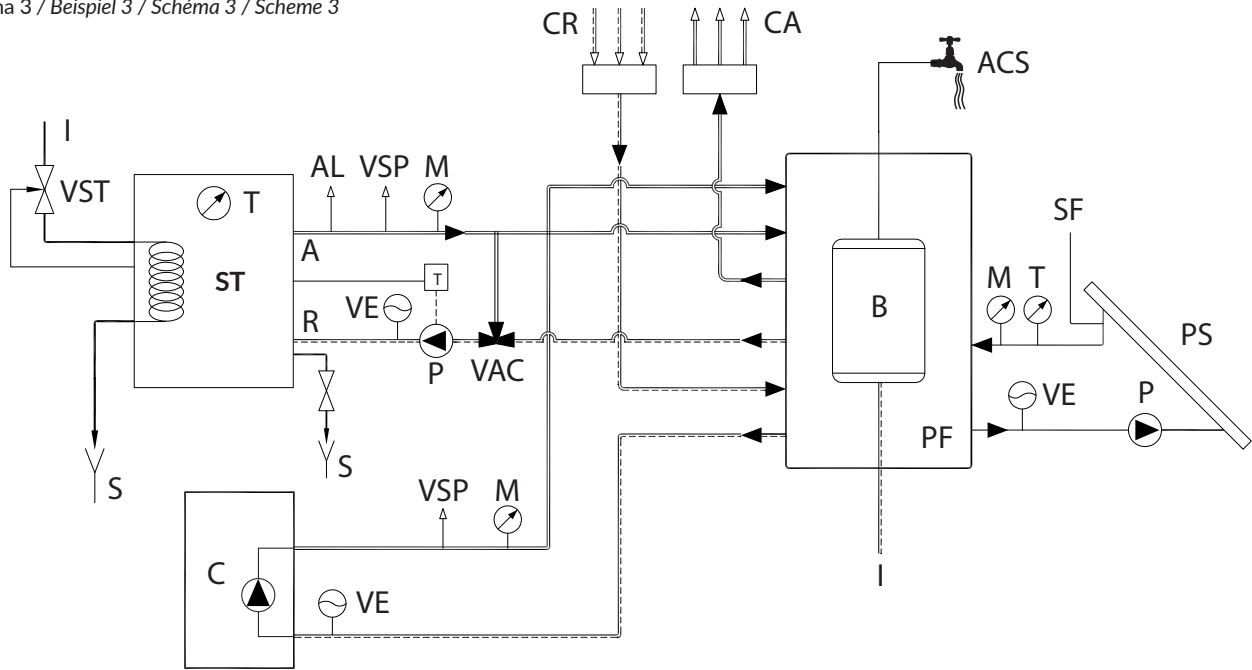 na 3 / Beispiel 3 / Schéma 3 / Scheme 3
CR
CA
ACS
I
VST
AL
VSP
M
T
SF
A
ST
T
M
T
B
PS
R
VE
P
VAC
VE
P
PF
S
S
VSP
M
I
C
VE